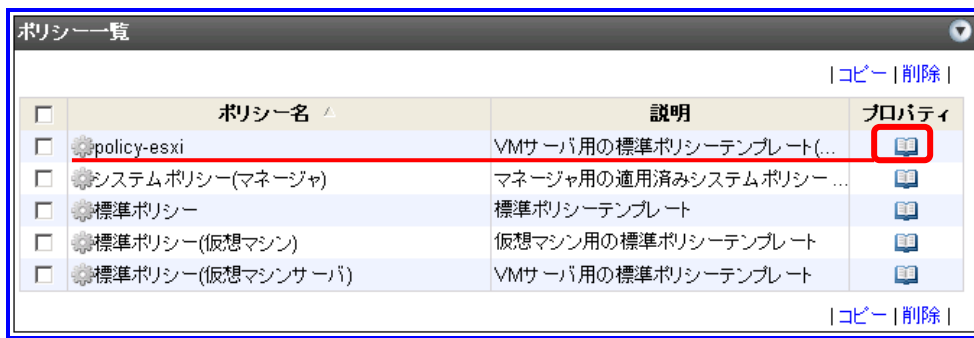 ポリシー一覧
|コピー|削除|
ポリシー名 説明 プロパティ
policy-esxi VMサーバ用の標準ポリシーテンプレート(...
システムポリシー(マネージャ) マネージャ用の適用済みシステムポリシー...
標準ポリシー 標準ポリシーテンプレート
標準ポリシー(仮想マシン) 仮想マシン用の標準ポリシーテンプレート
標準ポリシー(仮想マシンサーバ) VMサーバ用の標準ポリシーテンプレート
|コピー|削除|